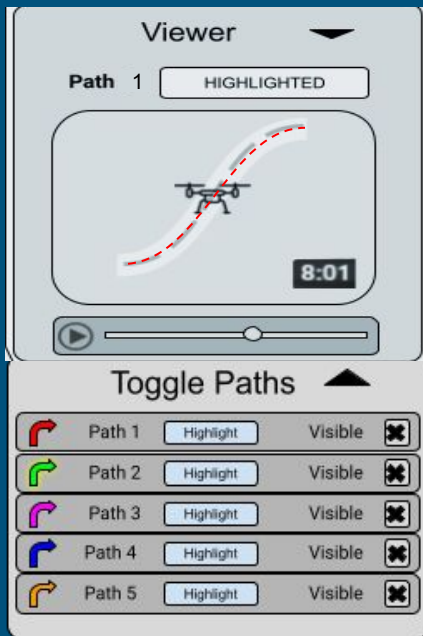 Viewer
Path 1 HIGHLIGHTED
8:01
Toggle Paths
Path 1 Highlight Visible
Path 2 Highlight Visible
Path 3 Highlight Visible
Path 4 Highlight Visible
Path 5 Highlight Visible